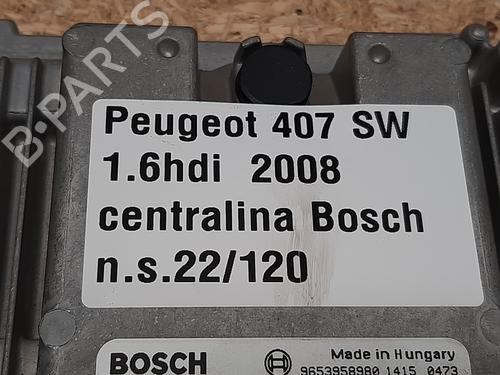 B-PARTS
Peugeot 407 SW
1.6hdi 2008
centralina Bosch
n.s.22/120
BOSCH
Made in Hungary
9653958980 1415 0473